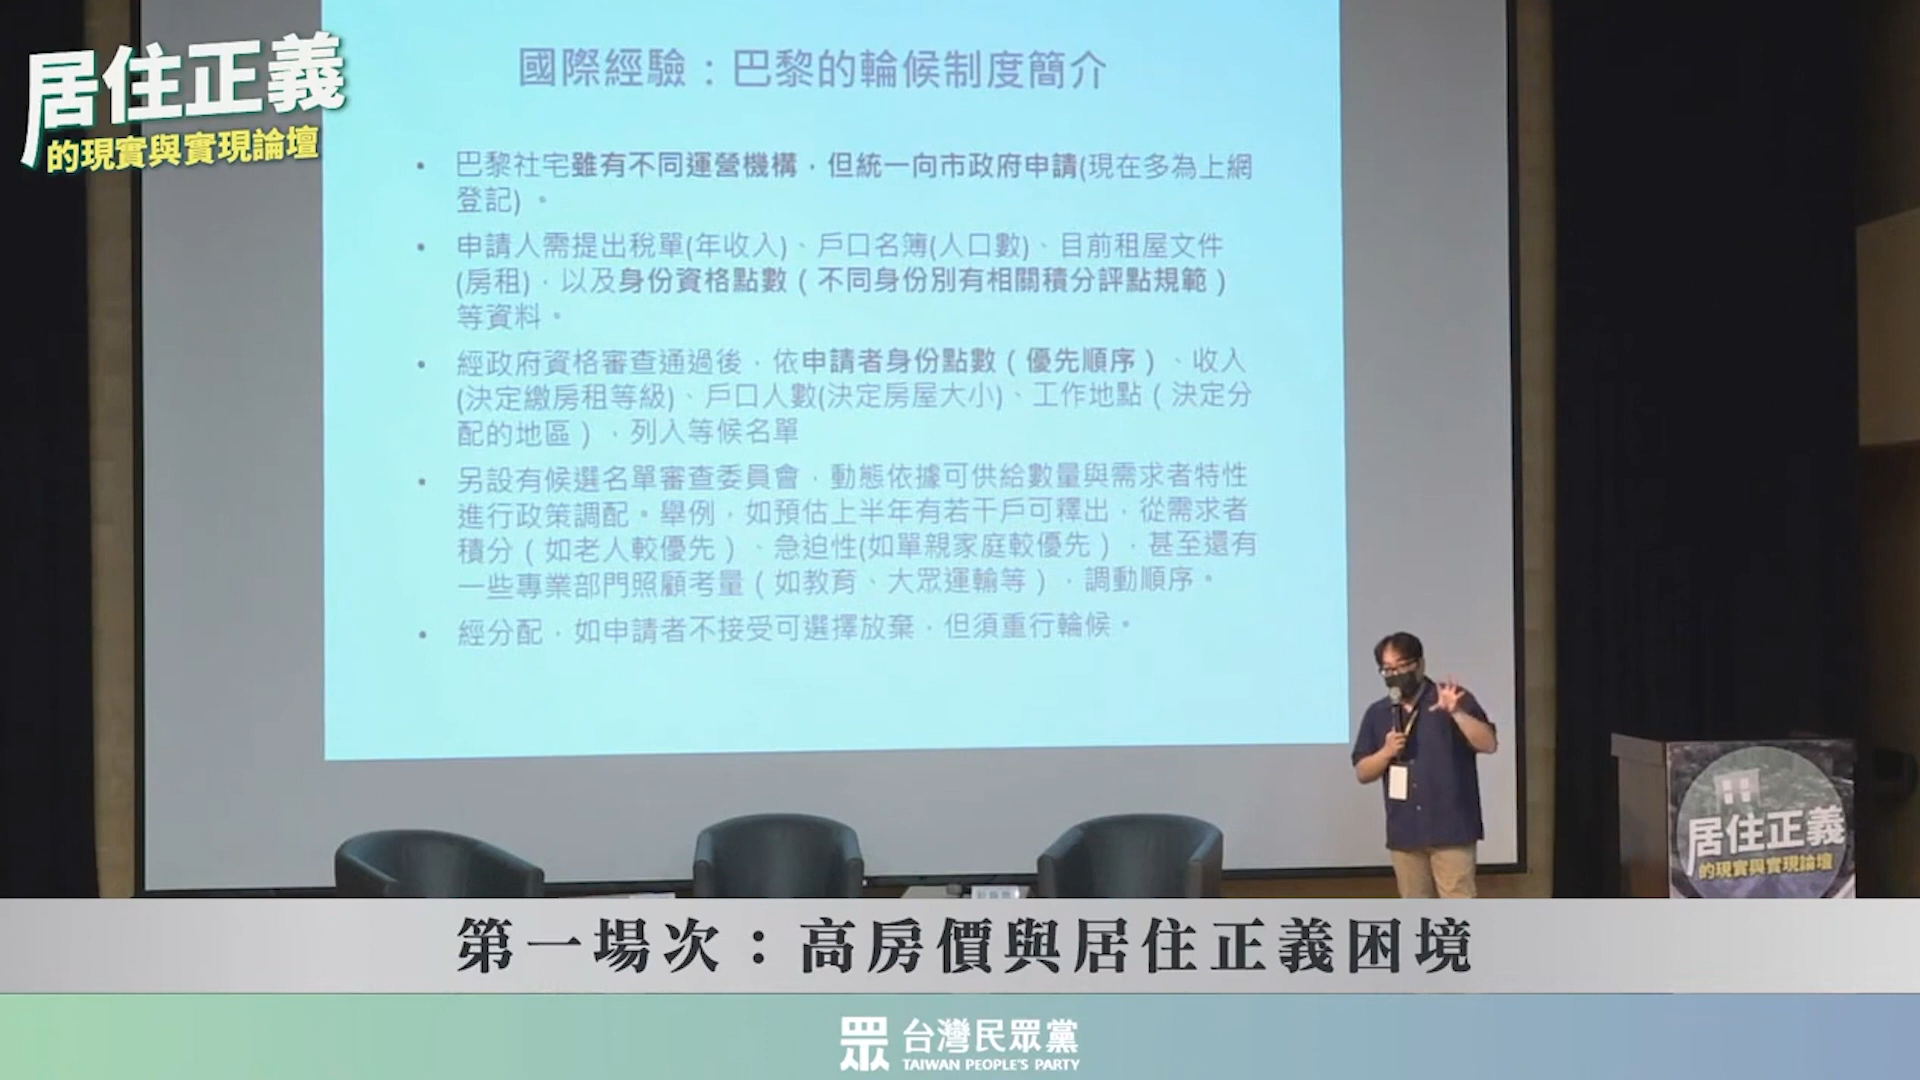 居住正義
的現實與實現論壇
國際經驗：巴黎的輪候制度簡介
• 巴黎社宅雖有不同運營機構，但統一向市政府申請(現在多為上網
登記)。
• 申請人需提出稅單(年收入)、戶口名簿(人口數)、目前租屋文件
(房租)，以及身份資格點數（不同身份別有相關積分評點規範）
等資料。
• 經政府資格審查通過後，依申請者身份點數（優先順序）、收入
(決定繳房租等級)、戶口人數(決定房屋大小)、工作地點（決定分
配的地區），列入等候名單
• 另設有候選名單審查委員會，動態依據可供給數量與需求者特性
進行政策調配。舉例，如預估上半年有若干戶可釋出，從需求者
積分（如老人較優先）、急迫性(如單親家庭較優先），甚至還有
一些專業部門照顧考量（如教育、大眾運輸等），調動順序。
• 經分配，如申請者不接受可選擇放棄，但須重行輪候。
居住正義
的現實與實現論壇
第一場次：高房價與居住正義困境
眾 台灣民眾黨
TAIWAN PEOPLE'S PARTY